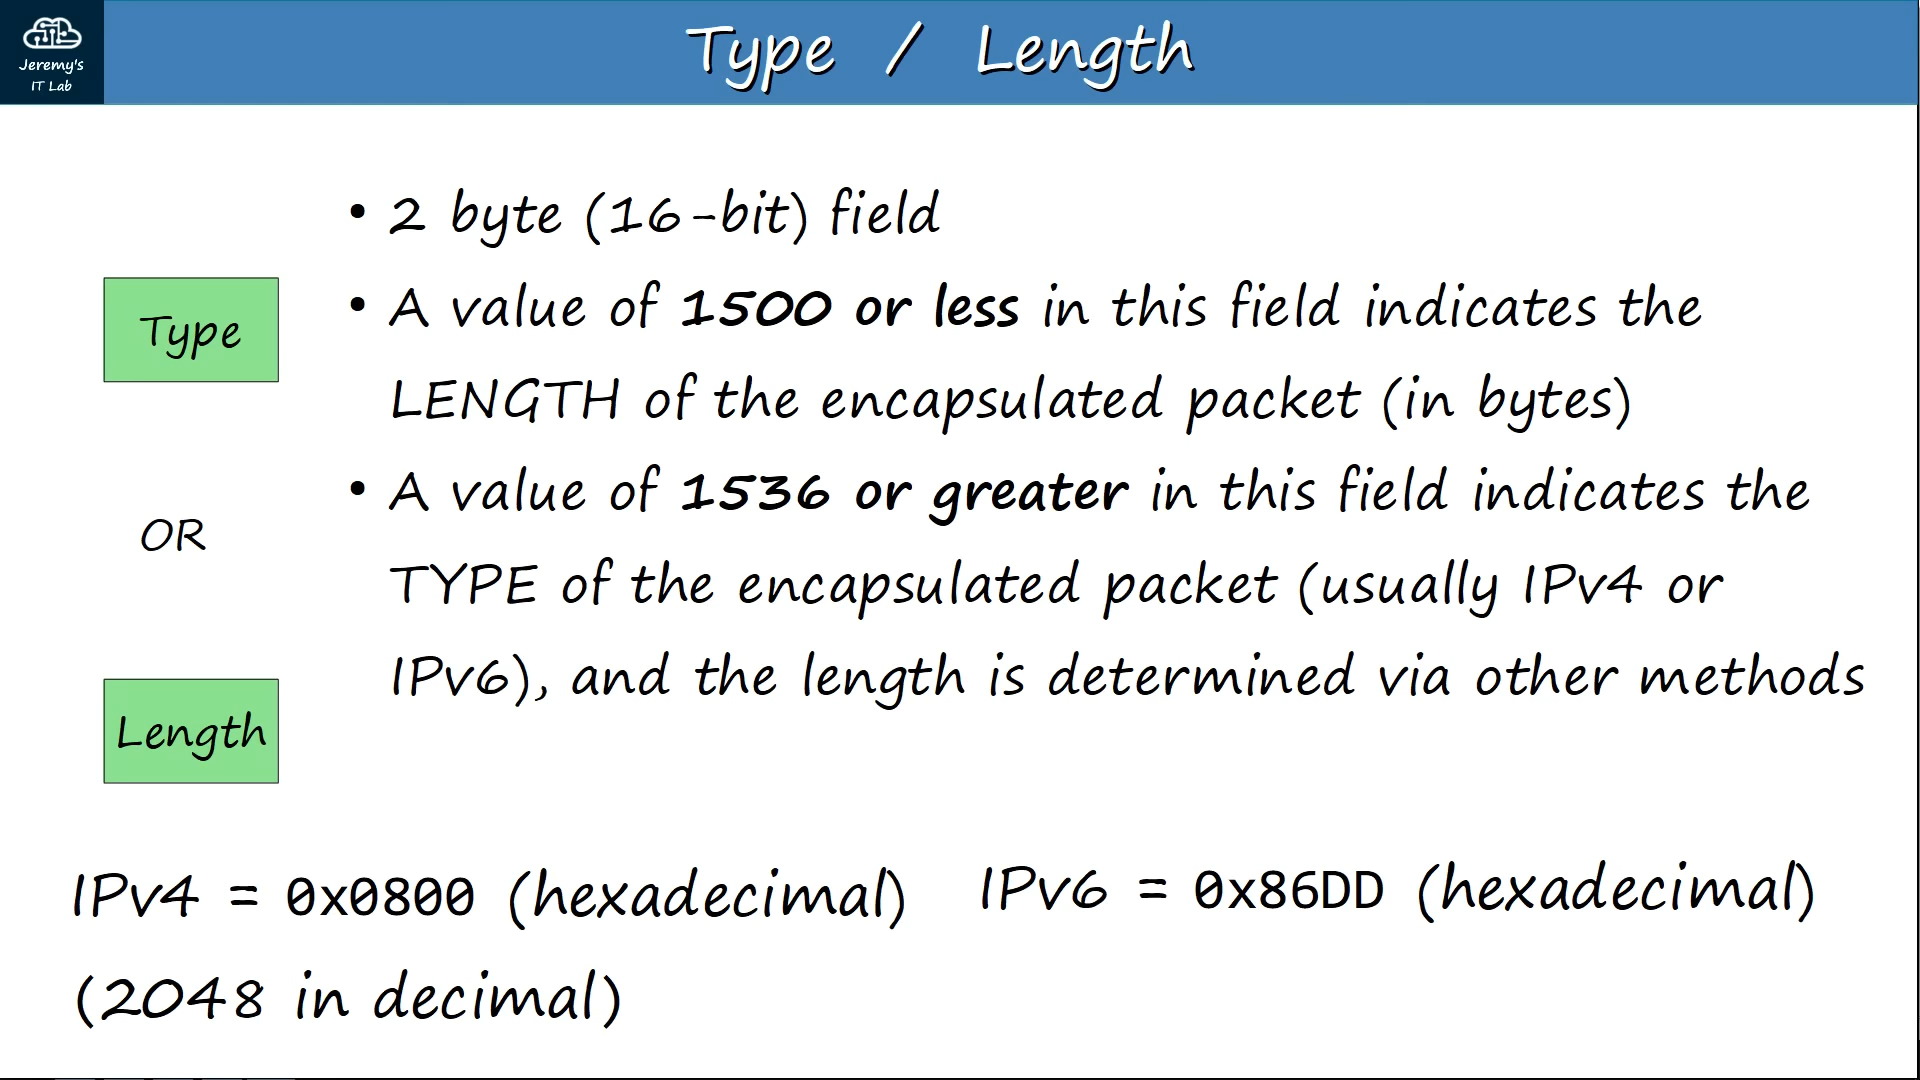 Jeremy's
IT Lab
Type / Length
• 2 byte (16-bit) field
• A value of 1500 or less in this field indicates the
LENGTH of the encapsulated packet (in bytes)
• A value of 1536 or greater in this field indicates the
TYPE of the encapsulated packet (usually IPv4 or
IPv6), and the length is determined via other methods
Type
OR
Length
IPv4 = 0x0800 (hexadecimal)
(2048 in decimal)
IPv6 = 0x86DD (hexadecimal)